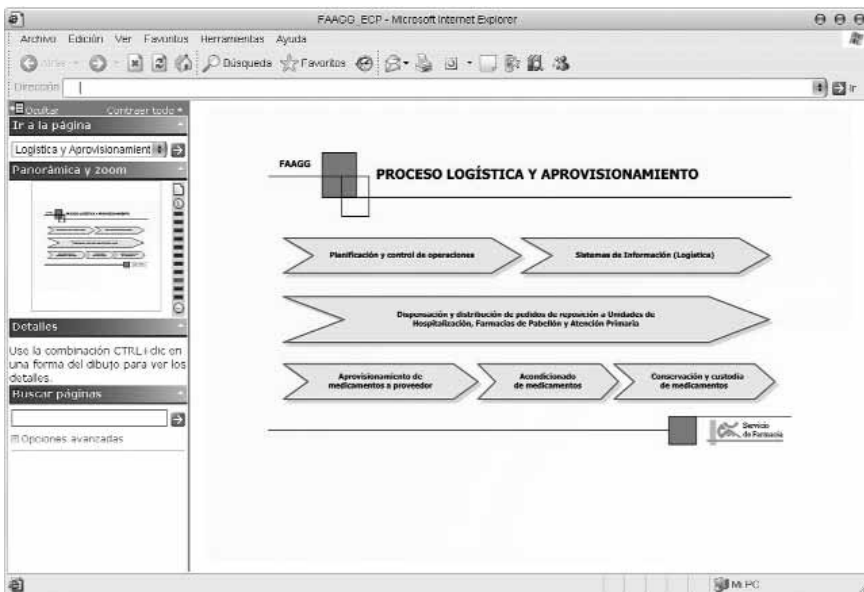 FAAGG_ECP - Microsoft Internet Explorer
Archivo Edición Ver Favoritos Herramientas Ayuda
Atrás Búsqueda Favoritos
Dirección Ir
Ocultar Contraer todo
Ir a la página
Logística y Aprovisionamient
Panorámica y zoom
Detalles
Use la combinación CTRL+clic en
una forma del dibujo para ver los
detalles.
Buscar páginas
Opciones avanzadas
FAAGG
PROCESO LOGÍSTICA Y APROVISIONAMIENTO
Planificación y control de operaciones
Sistemas de Información (Logística)
Dispensación y distribución de pedidos de reposición a Unidades de
Hospitalización, Farmacias de Pabellón y Atención Primaria
Aprovisionamiento de
medicamentos a proveedor
Acondicionado
de medicamentos
Conservación y custodia
de medicamentos
Servicio
de Farmacia
Mi PC